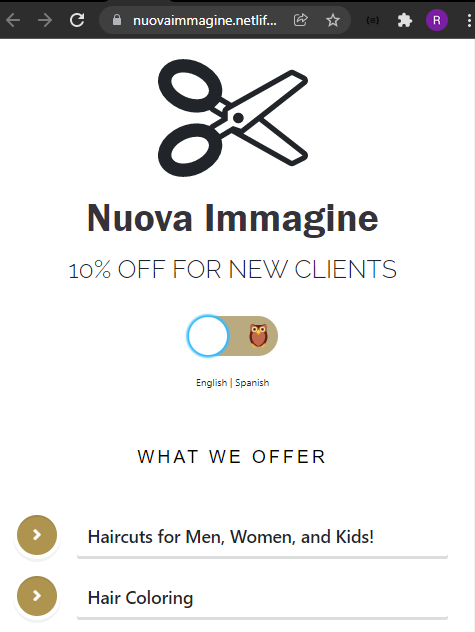 nuovaimmagine.netlif...
R
Nuova Immagine
10% OFF FOR NEW CLIENTS
English | Spanish
WHAT WE OFFER
Haircuts for Men, Women, and Kids!
Hair Coloring